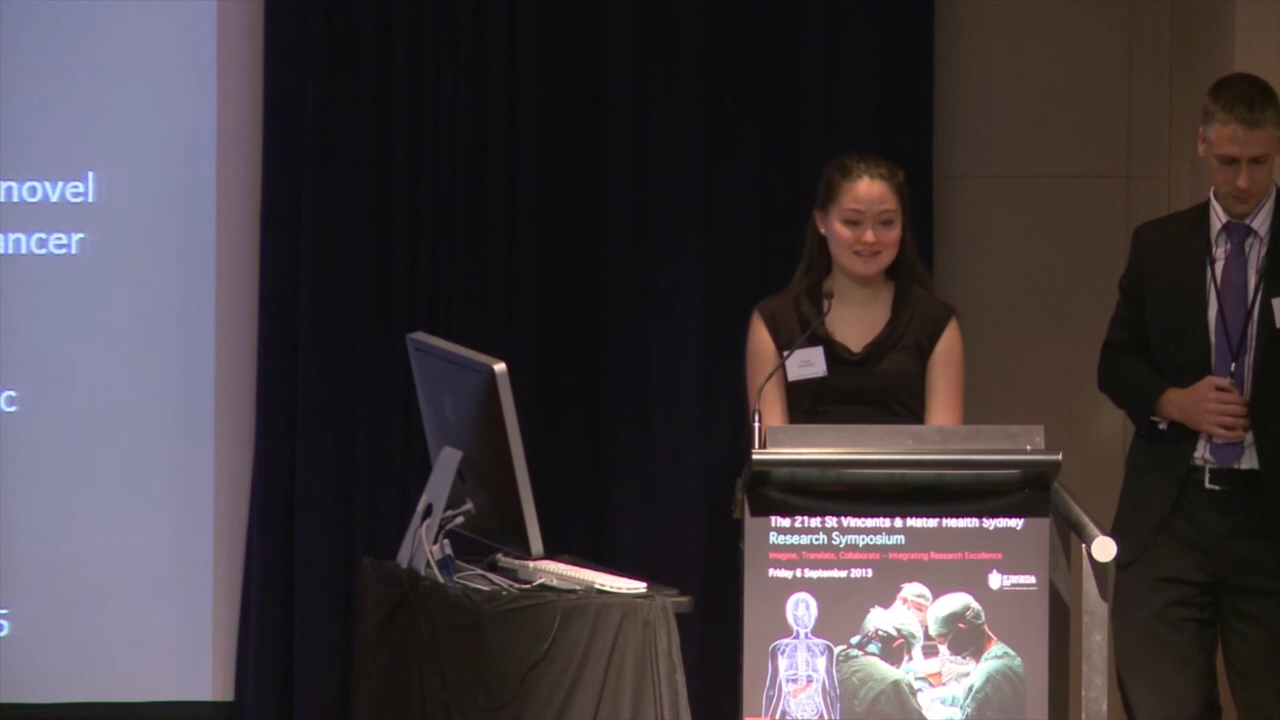 novel
ancer
c
5
The 21st St Vincents & Mater Health Sydney
Research Symposium
Imagine, Translate, Collaborate – Integrating Research Excellence
Friday 6 September 2013